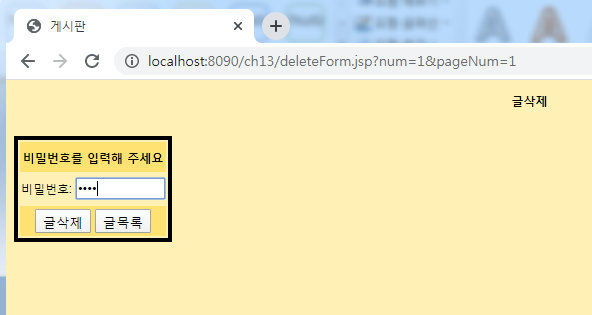 게시판
localhost:8090/ch13/deleteForm.jsp?num=1&pageNum=1
글삭제
비밀번호를 입력해 주세요
비밀번호: ••••
글삭제 글목록